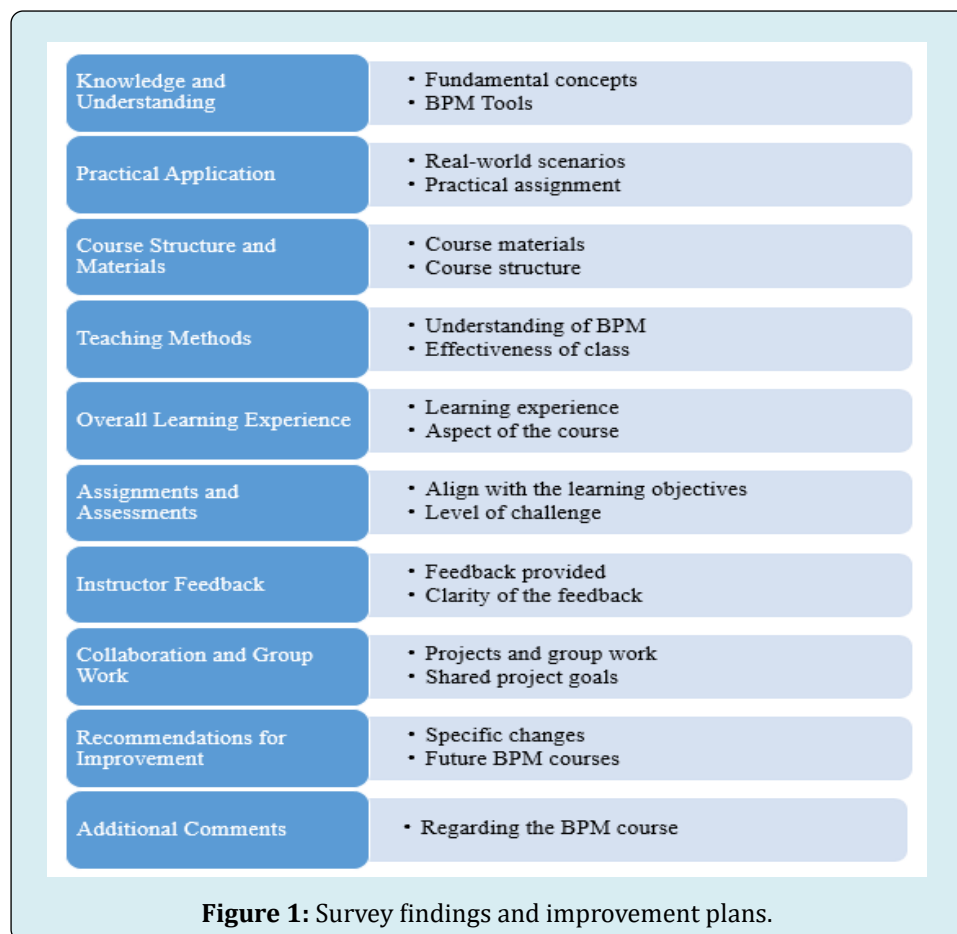 Knowledge and
Understanding
• Fundamental concepts
• BPM Tools
Practical Application
• Real-world scenarios
• Practical assignment
Course Structure and
Materials
• Course materials
• Course structure
Teaching Methods
• Understanding of BPM
• Effectiveness of class
Overall Learning Experience
• Learning experience
• Aspect of the course
Assignments and
Assessments
• Align with the learning objectives
• Level of challenge
Instructor Feedback
• Feedback provided
• Clarity of the feedback
Collaboration and Group
Work
• Projects and group work
• Shared project goals
Recommendations for
Improvement
• Specific changes
• Future BPM courses
Additional Comments
• Regarding the BPM course
Figure 1: Survey findings and improvement plans.